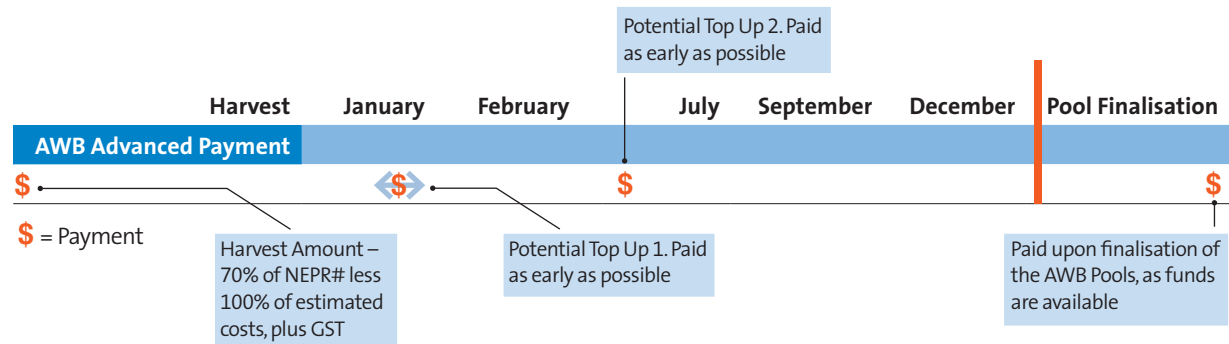 Potential Top Up 2. Paid
as early as possible
Harvest January February July September December Pool Finalisation
AWB Advanced Payment
$ $ $ $
$ = Payment
Harvest Amount –
70% of NEPR# less
100% of estimated
costs, plus GST
Potential Top Up 1. Paid
as early as possible
Paid upon finalisation of
the AWB Pools, as funds
are available